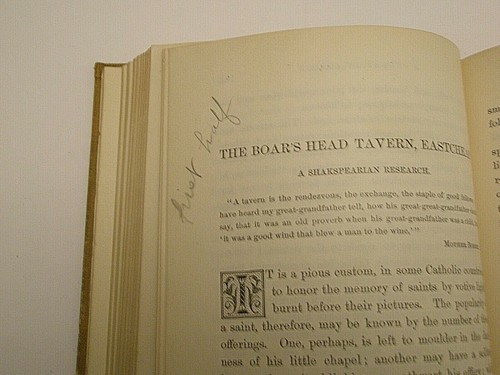 first half
THE BOAR'S HEAD TAVERN, EASTCHEA
A SHAKSPERIAN RESEARCH.
"A tavern is the rendezvous, the exchange, the staple of good
have heard my great-grandfather tell, how his great-great-grandfather
say, that it was an old proverb when his great-grandfather was a
'it was a good wind that blew a man to the wine.'"
MOTHER
IT is a pious custom, in some Catholic
to honor the memory of saints by votive
burnt before their pictures. The popularity
a saint, therefore, may be known by the number of
offerings. One, perhaps, is left to moulder in the
ness of his little chapel; another may have a